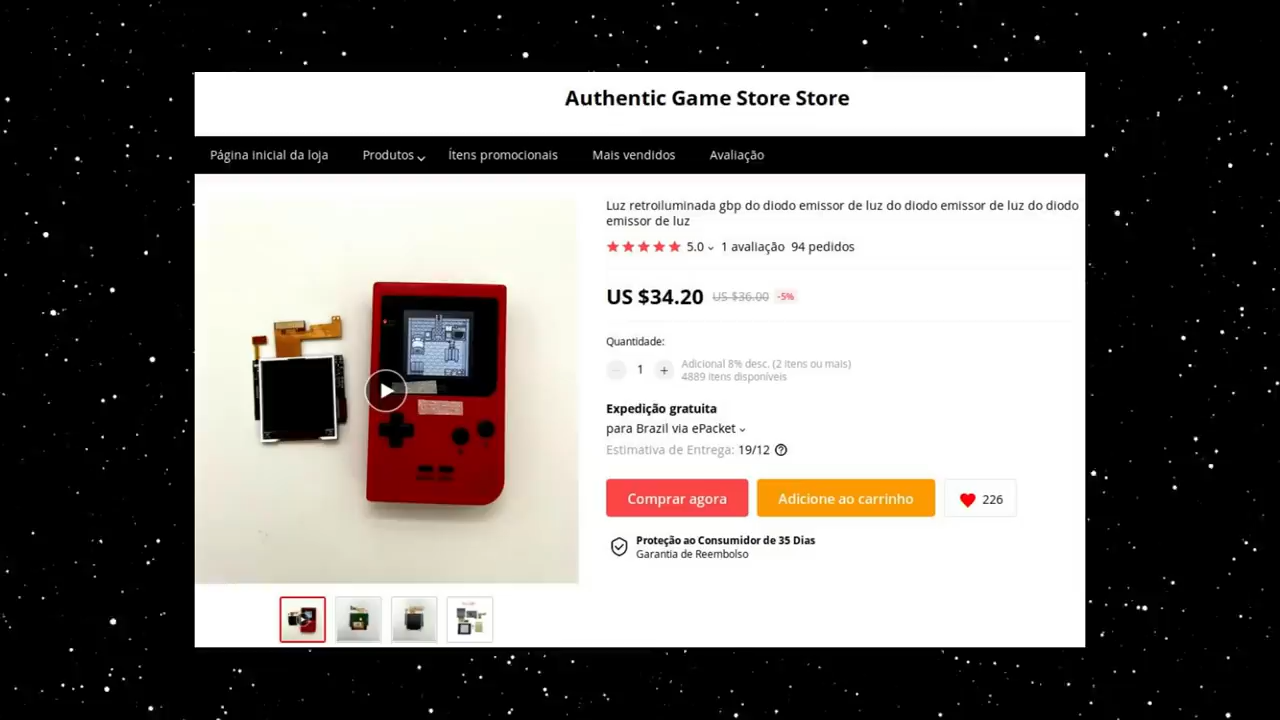 Authentic Game Store Store
Página inicial da loja Produtos Ítens promocionais Mais vendidos Avaliação
Luz retroiluminada gbp do diodo emissor de luz do diodo emissor de luz do diodo
emissor de luz
5.0 1 avaliação 94 pedidos
US $34.20 US $36.00 -5%
Quantidade:
1 + Adicional 8% desc. (2 itens ou mais)
4889 itens disponíveis
Expedição gratuita
para Brazil via ePacket
Estimativa de Entrega: 19/12
Comprar agora Adicione ao carrinho 226
Proteção ao Consumidor de 35 Dias
Garantia de Reembolso